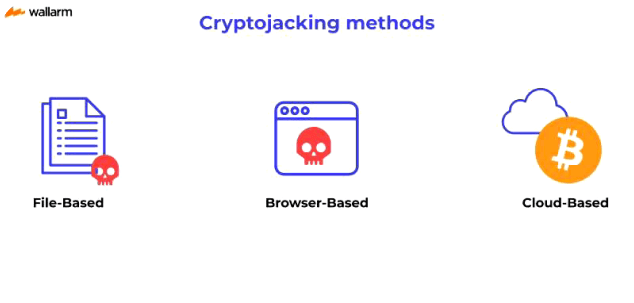 wallarm
Cryptojacking methods
File-Based
Browser-Based
Cloud-Based